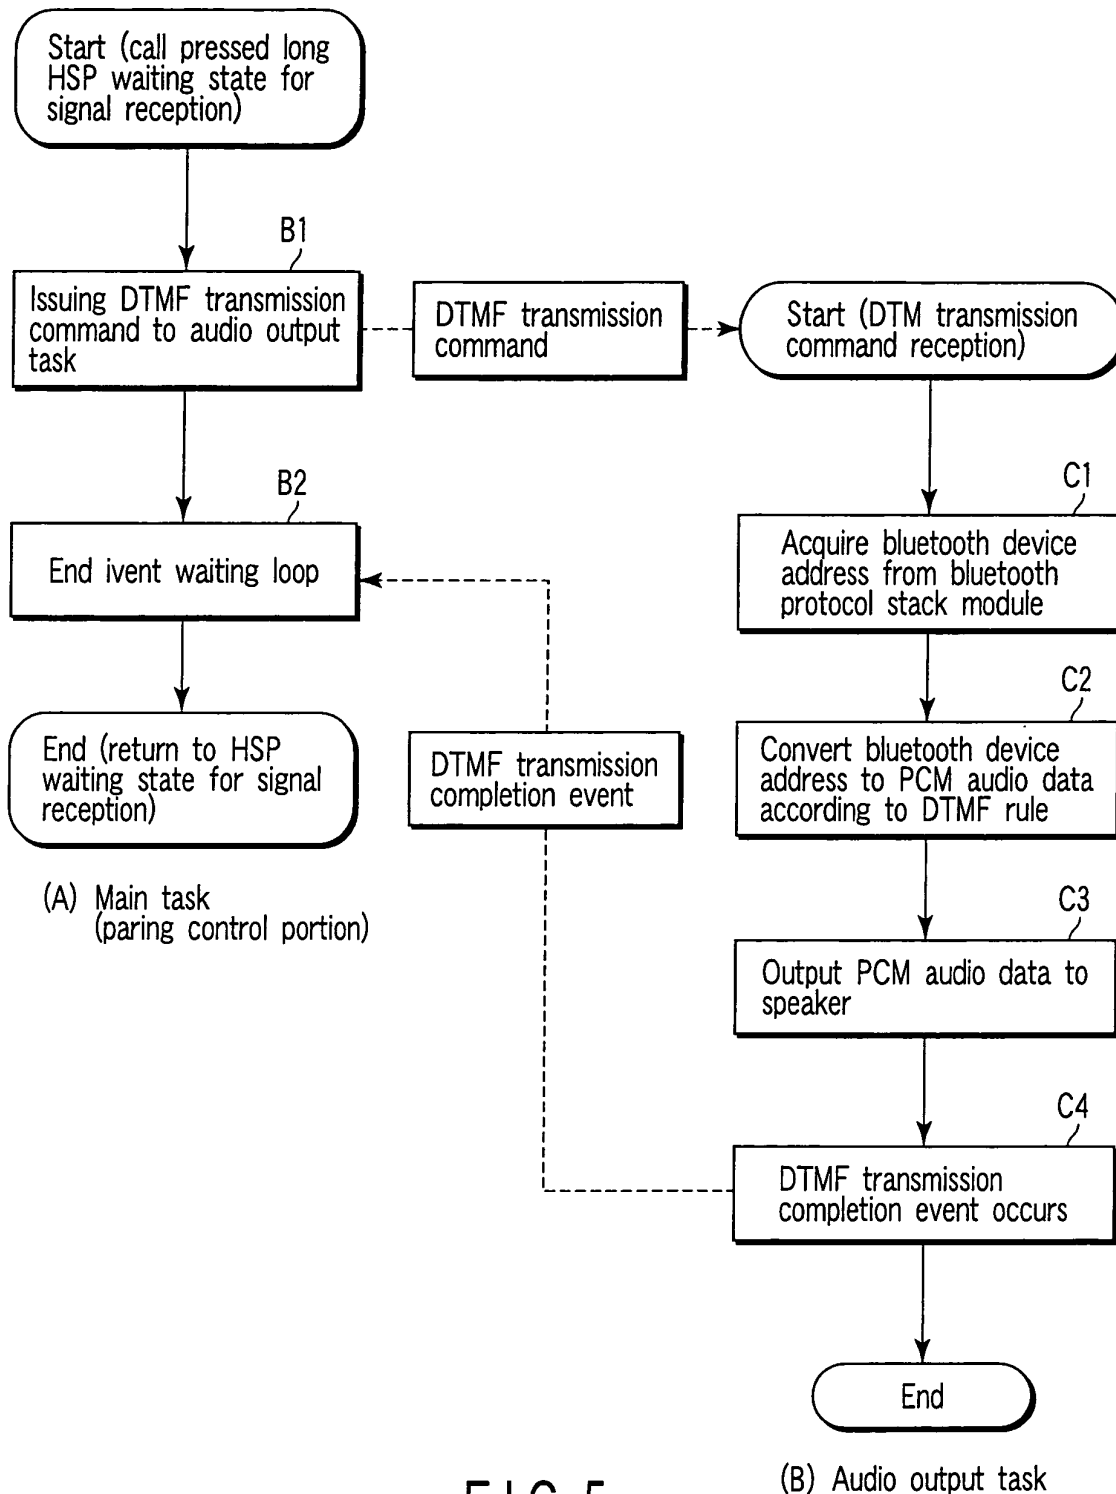 Start (call pressed long
HSP waiting state for
signal reception)
B1
Issuing DTMF transmission
command to audio output
task
DTMF transmission
command
Start (DTM transmission
command reception)
B2
End ivent waiting loop
C1
Acquire bluetooth device
address from bluetooth
protocol stack module
End (return to HSP
waiting state for signal
reception)
DTMF transmission
completion event
C2
Convert bluetooth device
address to PCM audio data
according to DTMF rule
(A) Main task
(paring control portion)
C3
Output PCM audio data to
speaker
C4
DTMF transmission
completion event occurs
End
(B) Audio output task
FIG. 5